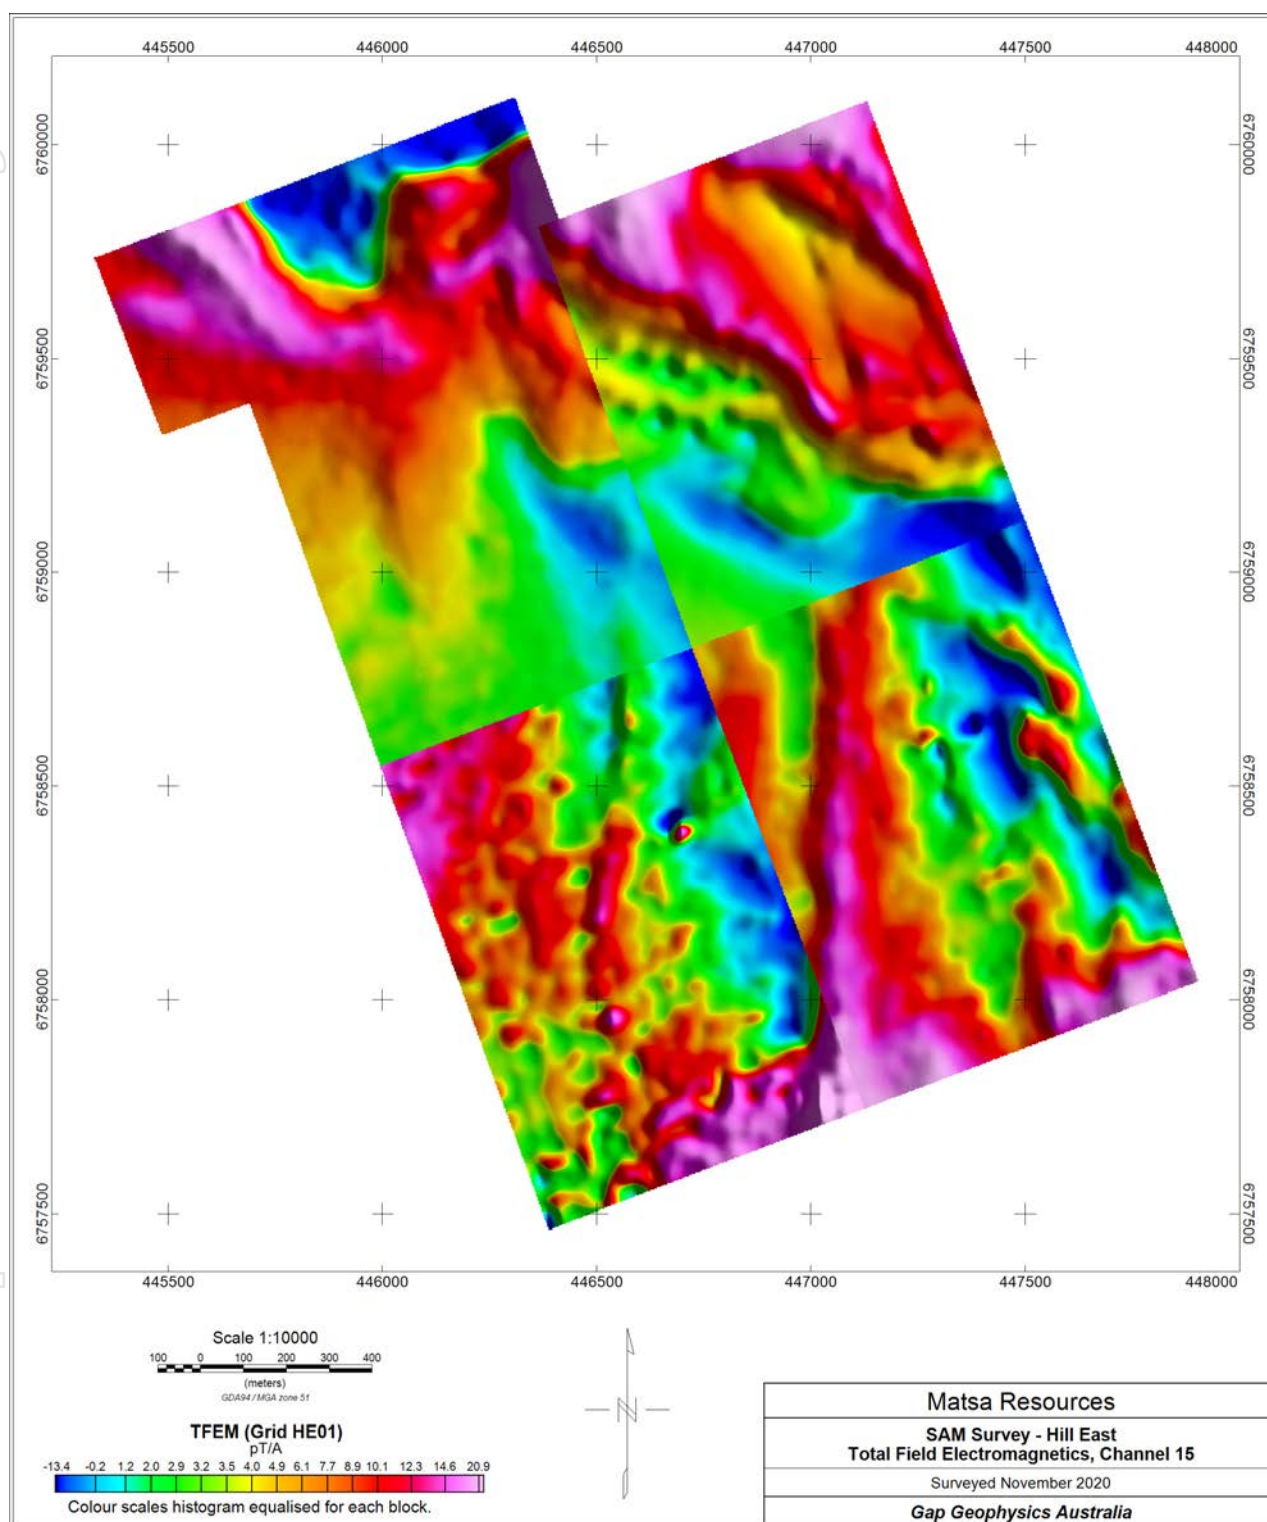 445500 446000 446500 447000 447500 448000
6760000 6760000
6759500 6759500
6759000 6759000
6758500 6758500
6758000 6758000
6757500 6757500
445500 446000 446500 447000 447500 448000
Scale 1:10000
100 0 100 200 300 400
(meters)
GDA94 / MGA zone 51
N
TFEM (Grid HE01)
pT/A
-13.4 -0.2 1.2 2.0 2.9 3.2 3.5 4.0 4.9 6.1 7.7 8.9 10.1 12.3 14.6 20.9
Colour scales histogram equalised for each block.
Matsa Resources
SAM Survey - Hill East
Total Field Electromagnetics, Channel 15
Surveyed November 2020
Gap Geophysics Australia